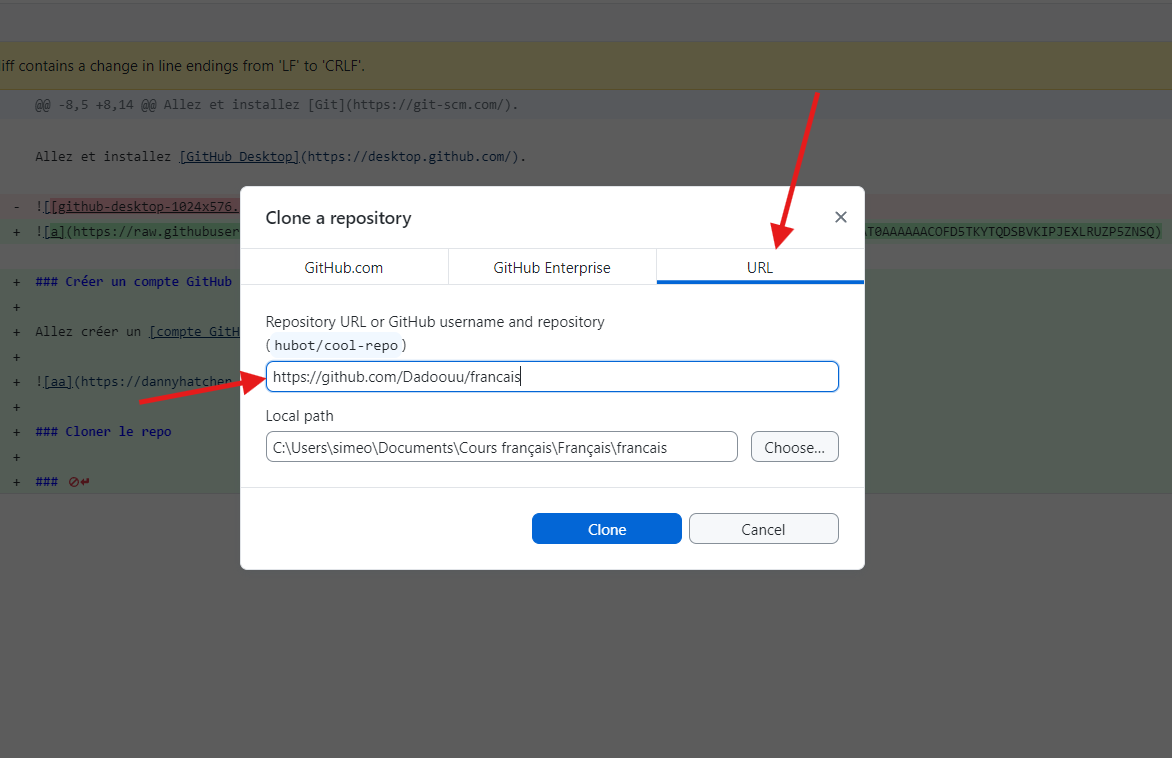 iff contains a change in line endings from 'LF' to 'CRLF'.
@@ -8,5 +8,14 @@ Allez et installez [Git](https://git-scm.com/).
Allez et installez [GitHub Desktop](https://desktop.github.com/).
- ![[github-desktop-1024x576.
+ ![a](https://raw.githubuser AT0AAAAAACOFD5TKYTQDSBVKIPJEXLRUZP5ZNSQ)
+ ### Créer un compte GitHub
+
+ Allez créer un [compte GitH
+
+ ![aa](https://dannyhatcher
+
+ ### Cloner le repo
+
+ ###
Clone a repository
GitHub.com GitHub Enterprise URL
Repository URL or GitHub username and repository
(hubot/cool-repo)
https://github.com/Dadoouu/francais
Local path
C:\Users\simeo\Documents\Cours français\Français\francais Choose...
Clone Cancel